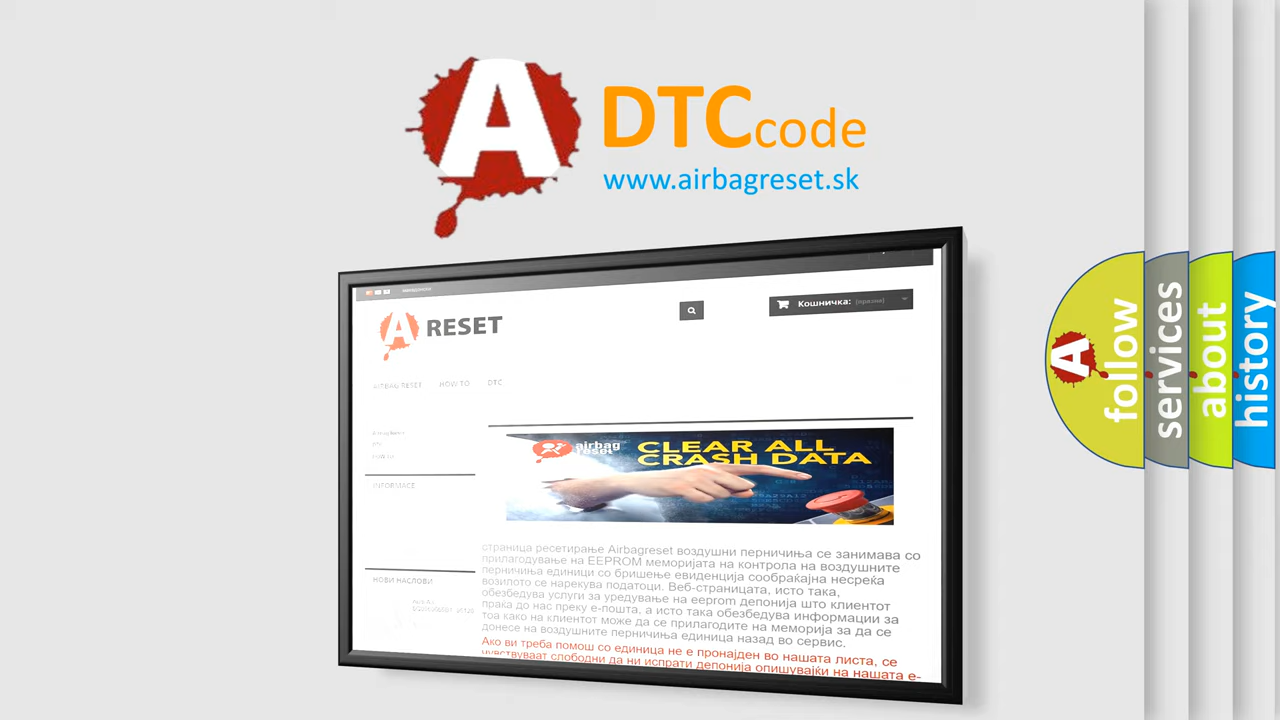 A
DTCcode
www.airbagreset.sk
A RESET
Кошничка: (празни)
AIRBAG RESET HOW TO DTC
INFORMACE
НОВИ НАСЛОВИ
airbag
reset
CLEAR ALL
CRASH DATA
страница ресетирање Airbagreset воздушни перничиња се занимава со
прилагодување на EEPROM меморијата на контрола на воздушните
перничиња единици со бришење евиденција сообраќајна несреќа
возилото се нарекува податоци. Веб-страницата, исто така,
обезбедува услуги за уредување на eeprom депонија што клиентот
праќа до нас преку е-пошта, а исто така обезбедува информации за
тоа како на клиентот може да се прилагодите на меморија за да се
донесе на воздушните перничиња единица назад во сервис.
Ако ви треба помош со единица не е пронајден во нашата листа, се
чувствуваат слободни да ни испрати депонија опишувајќи на нашата е-
A
follow
services
about
history